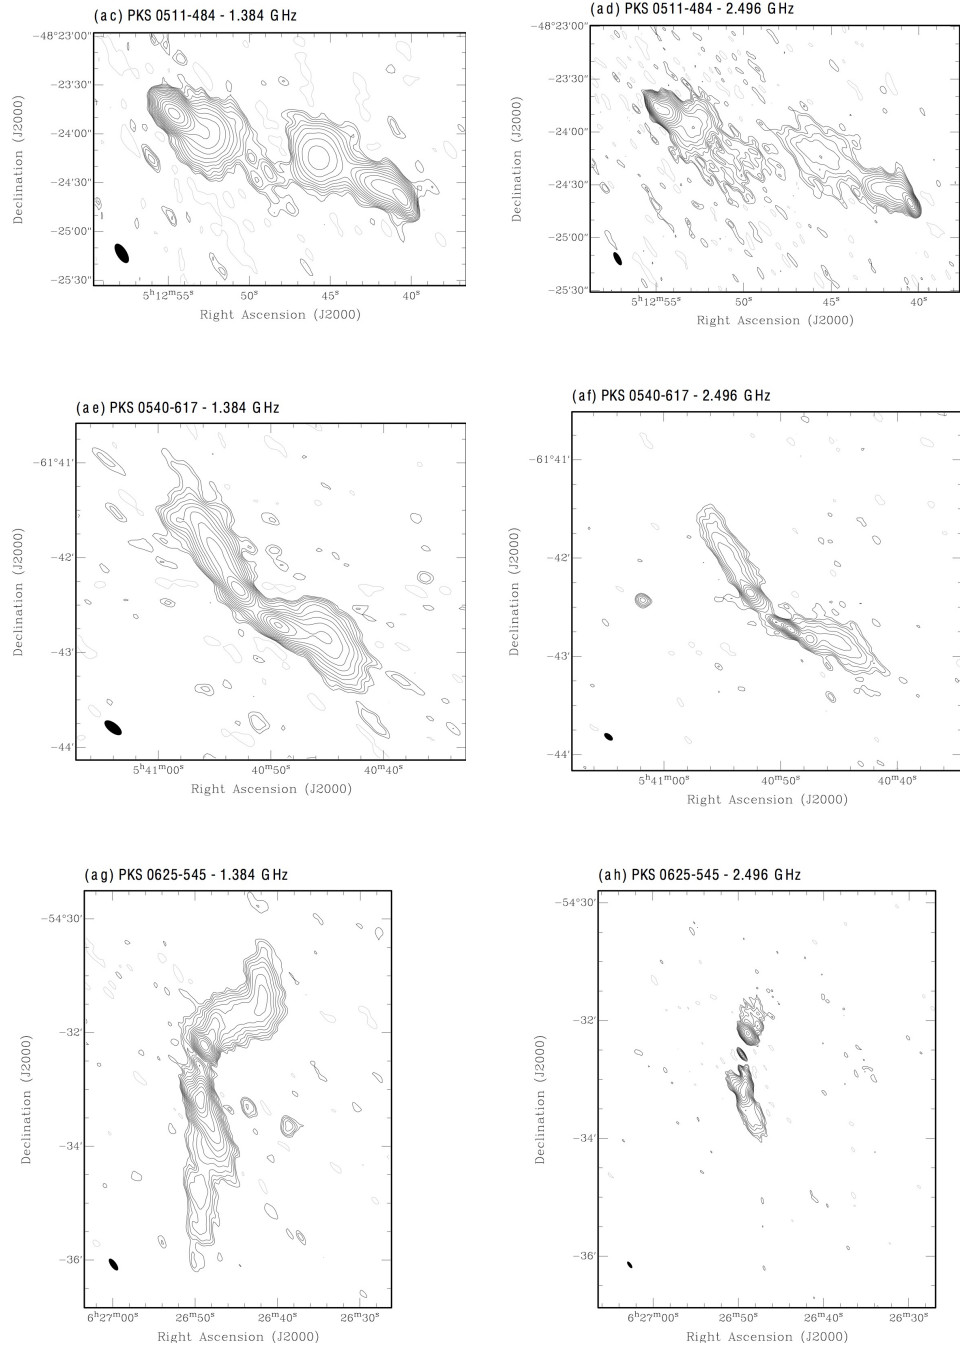 (ac) PKS 0511-484 - 1.384 GHz
−48°23′00″
−23′30″
−24′00″
−24′30″
−25′00″
−25′30″
Declination (J2000)
5ʰ12ᵐ55ˢ 50ˢ 45ˢ 40ˢ
Right Ascension (J2000)
(ad) PKS 0511-484 - 2.496 GHz
−48°23′00″
−23′30″
−24′00″
−24′30″
−25′00″
−25′30″
Declination (J2000)
5ʰ12ᵐ55ˢ 50ˢ 45ˢ 40ˢ
Right Ascension (J2000)
(ae) PKS 0540-617 - 1.384 GHz
−61°41′
−42′
−43′
−44′
Declination (J2000)
5ʰ41ᵐ00ˢ 40ᵐ50ˢ 40ᵐ40ˢ
Right Ascension (J2000)
(af) PKS 0540-617 - 2.496 GHz
−61°41′
−42′
−43′
−44′
Declination (J2000)
5ʰ41ᵐ00ˢ 40ᵐ50ˢ 40ᵐ40ˢ
Right Ascension (J2000)
(ag) PKS 0625-545 - 1.384 GHz
−54°30′
−32′
−34′
−36′
Declination (J2000)
6ʰ27ᵐ00ˢ 26ᵐ50ˢ 26ᵐ40ˢ 26ᵐ30ˢ
Right Ascension (J2000)
(ah) PKS 0625-545 - 2.496 GHz
−54°30′
−32′
−34′
−36′
Declination (J2000)
6ʰ27ᵐ00ˢ 26ᵐ50ˢ 26ᵐ40ˢ 26ᵐ30ˢ
Right Ascension (J2000)